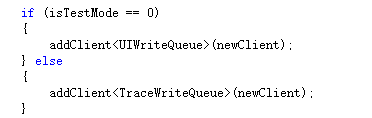 if (isTestMode == 0)
{
    addClient<UIWriteQueue>(newClient);
} else
{
    addClient<TraceWriteQueue>(newClient);
}